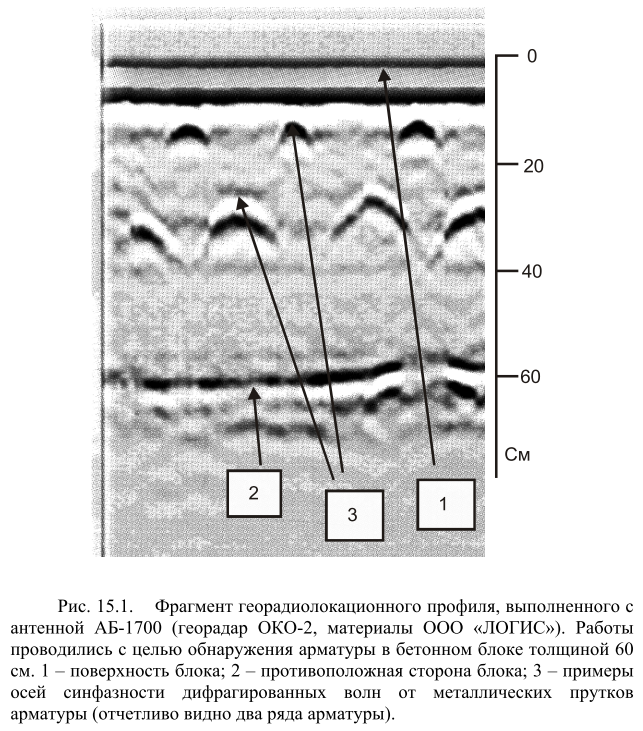 0
20
40
60
См
2
3
1
Рис. 15.1. Фрагмент георадиолокационного профиля, выполненного с
антенной АБ-1700 (георадар ОКО-2, материалы ООО «ЛОГИС»). Работы
проводились с целью обнаружения арматуры в бетонном блоке толщиной 60
см. 1 – поверхность блока; 2 – противоположная сторона блока; 3 – примеры
осей синфазности дифрагированных волн от металлических прутков
арматуры (отчетливо видно два ряда арматуры).